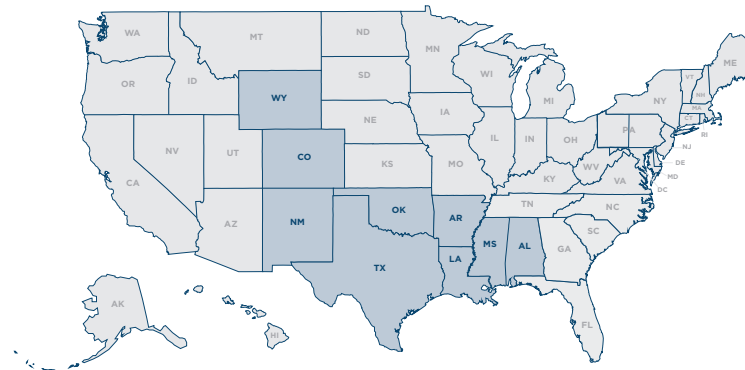 WA
MT
ND
MN
VT
ME
NH
OR
ID
SD
WI
MI
NY
MA
CT
RI
WY
IA
NE
PA
NJ
NV
UT
CO
IL
IN
OH
DE
MD
DC
CA
KS
MO
WV
VA
KY
AZ
NM
OK
AR
TN
NC
SC
TX
LA
MS
AL
GA
AK
HI
FL